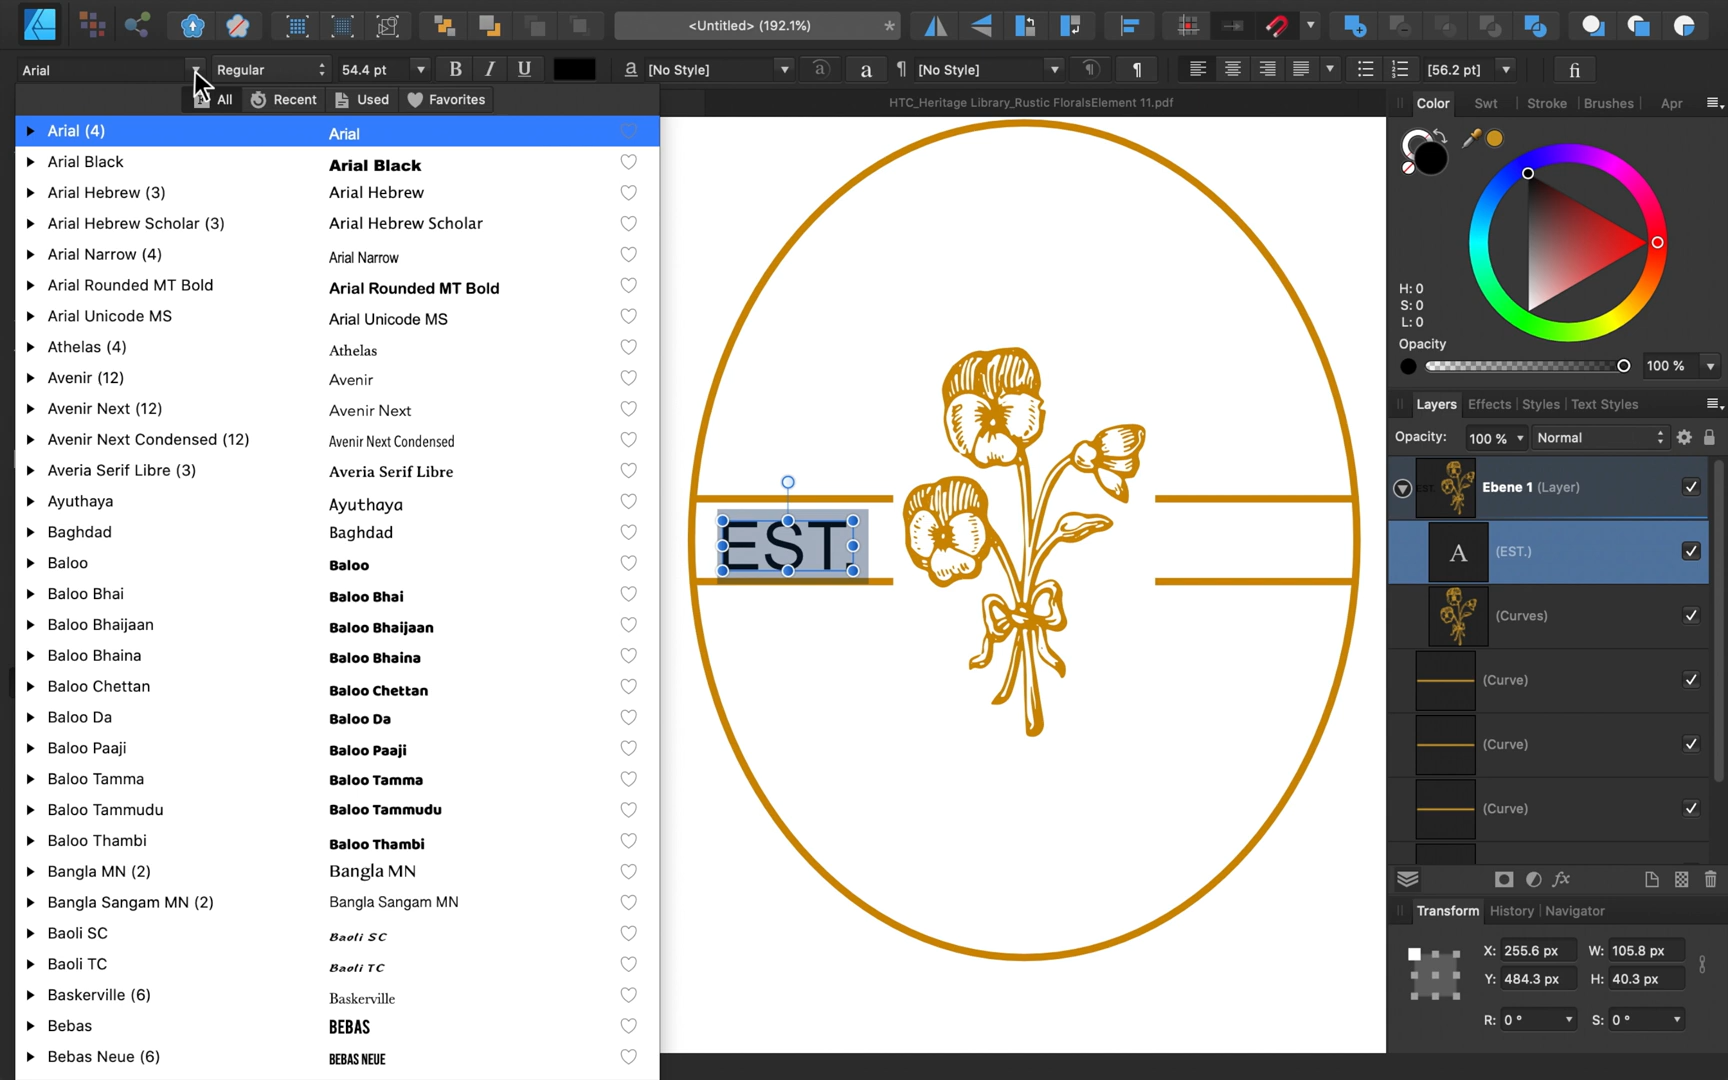 <Untitled> (192.1%)
*
Arial
Regular
54.4 pt
B I U
a [No Style]
a
a
¶ [No Style]
¶
¶
[56.2 pt]
fi
All
Recent
Used
Favorites
HTC_Heritage Library_Rustic FloralsElement 11.pdf
Arial (4) Arial
Arial Black Arial Black
Arial Hebrew (3) Arial Hebrew
Arial Hebrew Scholar (3) Arial Hebrew Scholar
Arial Narrow (4) Arial Narrow
Arial Rounded MT Bold Arial Rounded MT Bold
Arial Unicode MS Arial Unicode MS
Athelas (4) Athelas
Avenir (12) Avenir
Avenir Next (12) Avenir Next
Avenir Next Condensed (12) Avenir Next Condensed
Averia Serif Libre (3) Averia Serif Libre
Ayuthaya Ayuthaya
Baghdad Baghdad
Baloo Baloo
Baloo Bhai Baloo Bhai
Baloo Bhaijaan Baloo Bhaijaan
Baloo Bhaina Baloo Bhaina
Baloo Chettan Baloo Chettan
Baloo Da Baloo Da
Baloo Paaji Baloo Paaji
Baloo Tamma Baloo Tamma
Baloo Tammudu Baloo Tammudu
Baloo Thambi Baloo Thambi
Bangla MN (2) Bangla MN
Bangla Sangam MN (2) Bangla Sangam MN
Baoli SC Baoli SC
Baoli TC Baoli TC
Baskerville (6) Baskerville
Bebas BEBAS
Bebas Neue (6) BEBAS NEUE
EST.
Color Swt Stroke Brushes Apr
H: 0
S: 0
L: 0
Opacity
100 %
Layers Effects Styles Text Styles
Opacity: 100 % Normal
Ebene 1 (Layer)
A (EST.)
(Curves)
(Curve)
(Curve)
(Curve)
fx
Transform History Navigator
X: 255.6 px W: 105.8 px
Y: 484.3 px H: 40.3 px
R: 0 ° S: 0 °